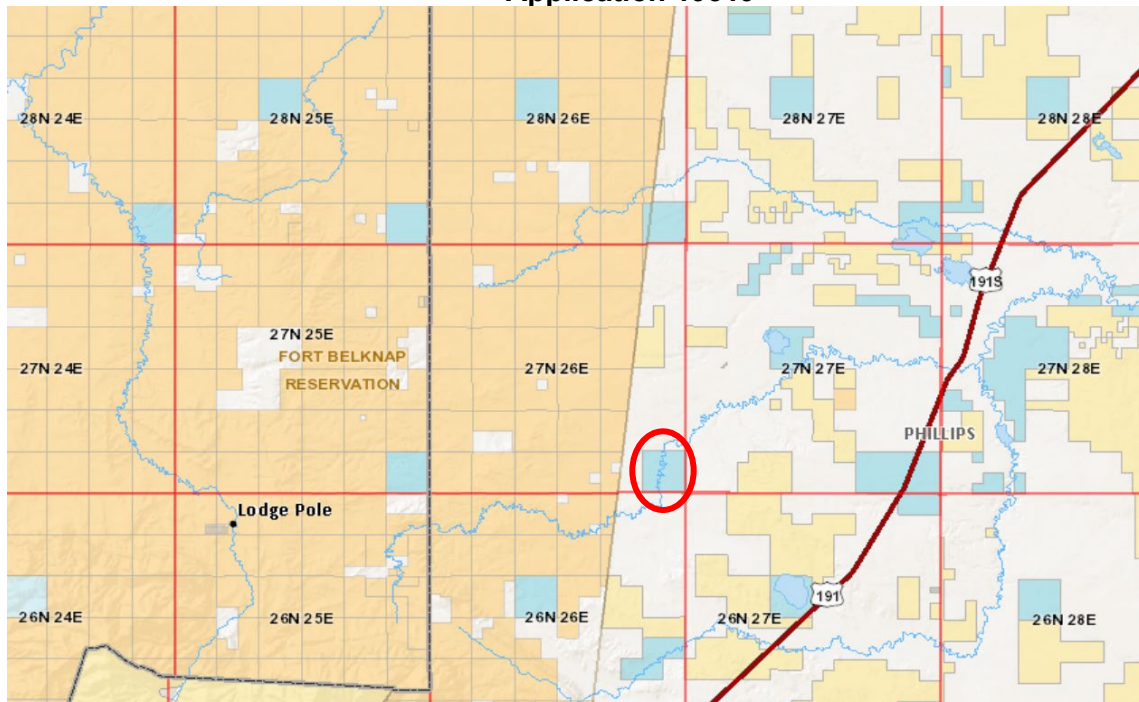 28N 24E
28N 25E
28N 26E
28N 27E
28N 28E
191S
27N 24E
27N 25E
FORT BELKNAP
RESERVATION
27N 26E
27N 27E
27N 28E
PHILLIPS
Lodge Pole
26N 24E
26N 25E
26N 26E
26N 27E
191
26N 28E